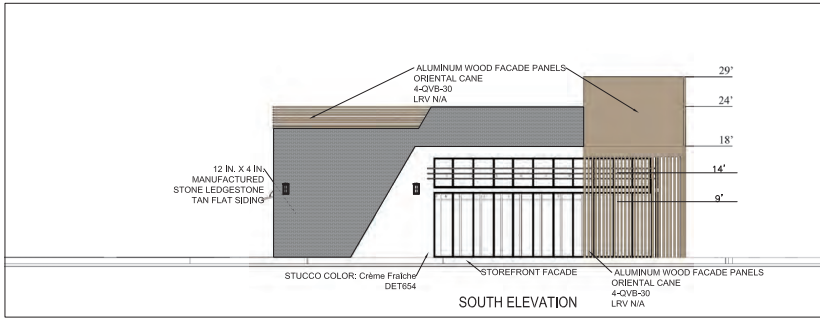 ALUMINUM WOOD FACADE PANELS
ORIENTAL CANE
4-QVB-30
LRV N/A
29'
24'
18'
14'
9'
12 IN. X 4 IN.
MANUFACTURED
STONE LEDGESTONE
TAN FLAT SIDING
STUCCO COLOR: Crème Fraîche
DET654
STOREFRONT FACADE
ALUMINUM WOOD FACADE PANELS
ORIENTAL CANE
4-QVB-30
LRV N/A
SOUTH ELEVATION